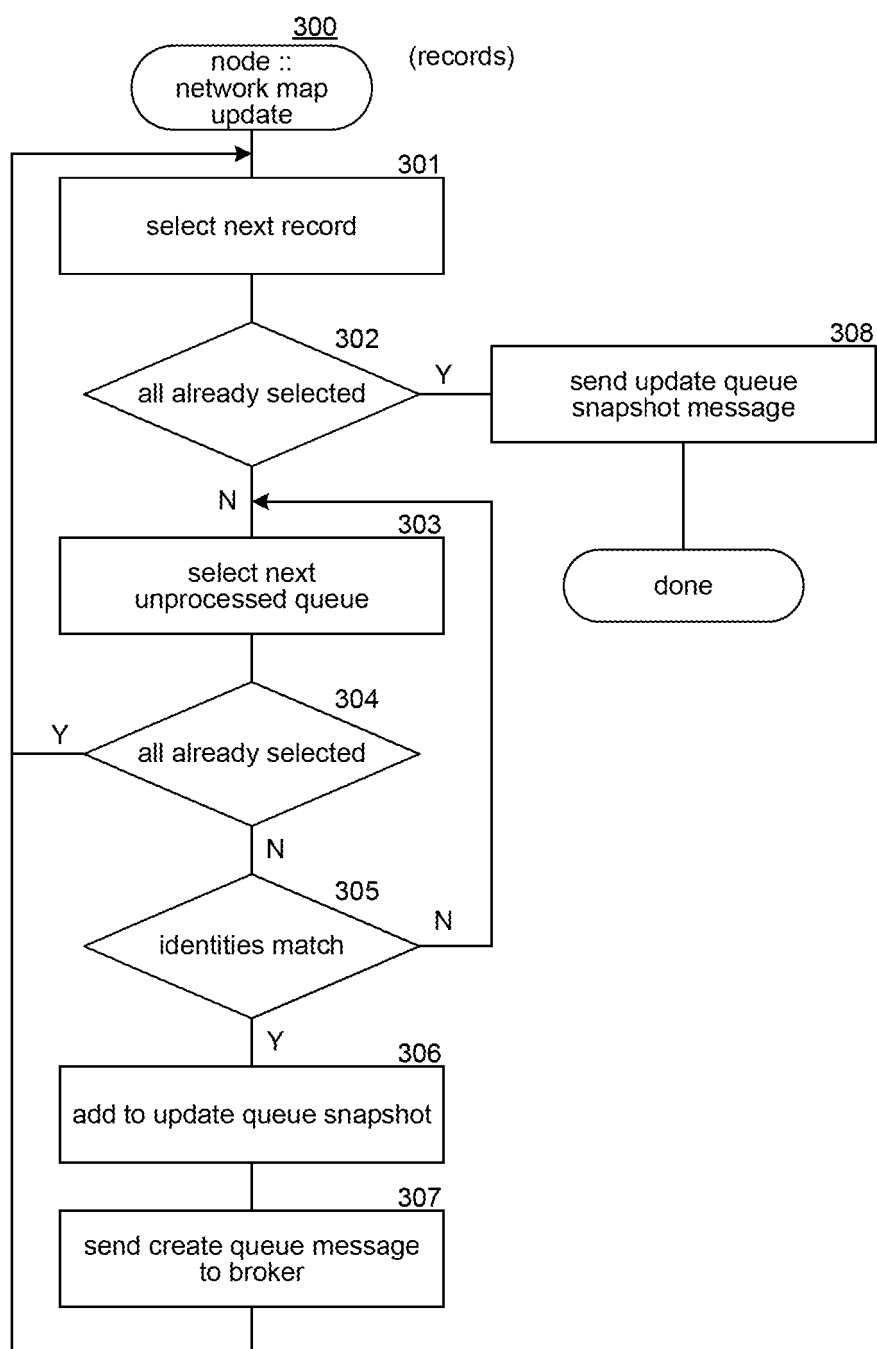 300
node ::
network map
update
(records)
301
select next record
302
all already selected
Y
308
send update queue
snapshot message
N
303
select next
unprocessed queue
done
304
Y
all already selected
N
305
identities match
N
Y
306
add to update queue snapshot
307
send create queue message
to broker